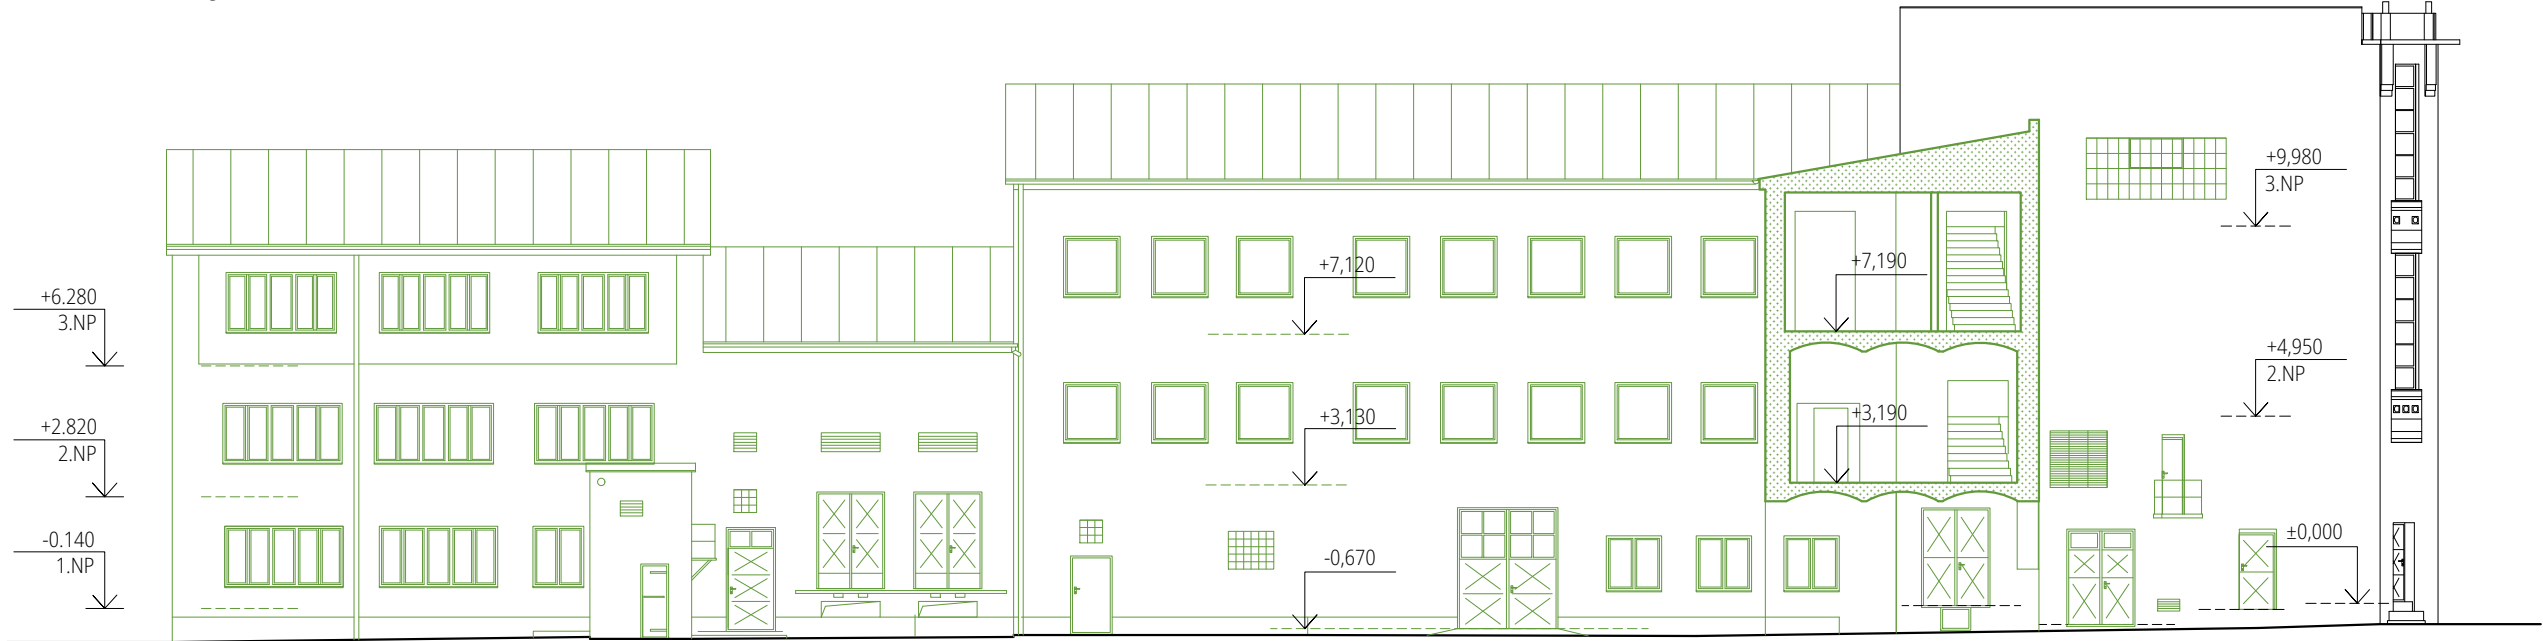 +6.280
3.NP
+2.820
2.NP
-0.140
1.NP
+7,120
+3,130
-0,670
+7,190
+3,190
+9,980
3.NP
+4,950
2.NP
±0,000